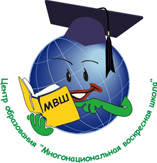 МВШ
Центр образования "Многонациональная воскресная школа"